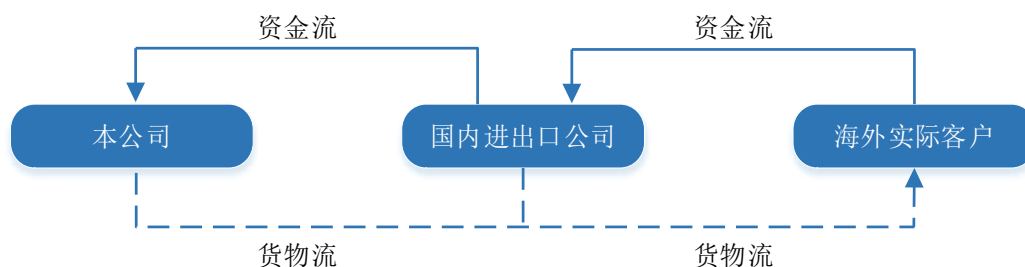 资金流
资金流
本公司
国内进出口公司
海外实际客户
货物流
货物流